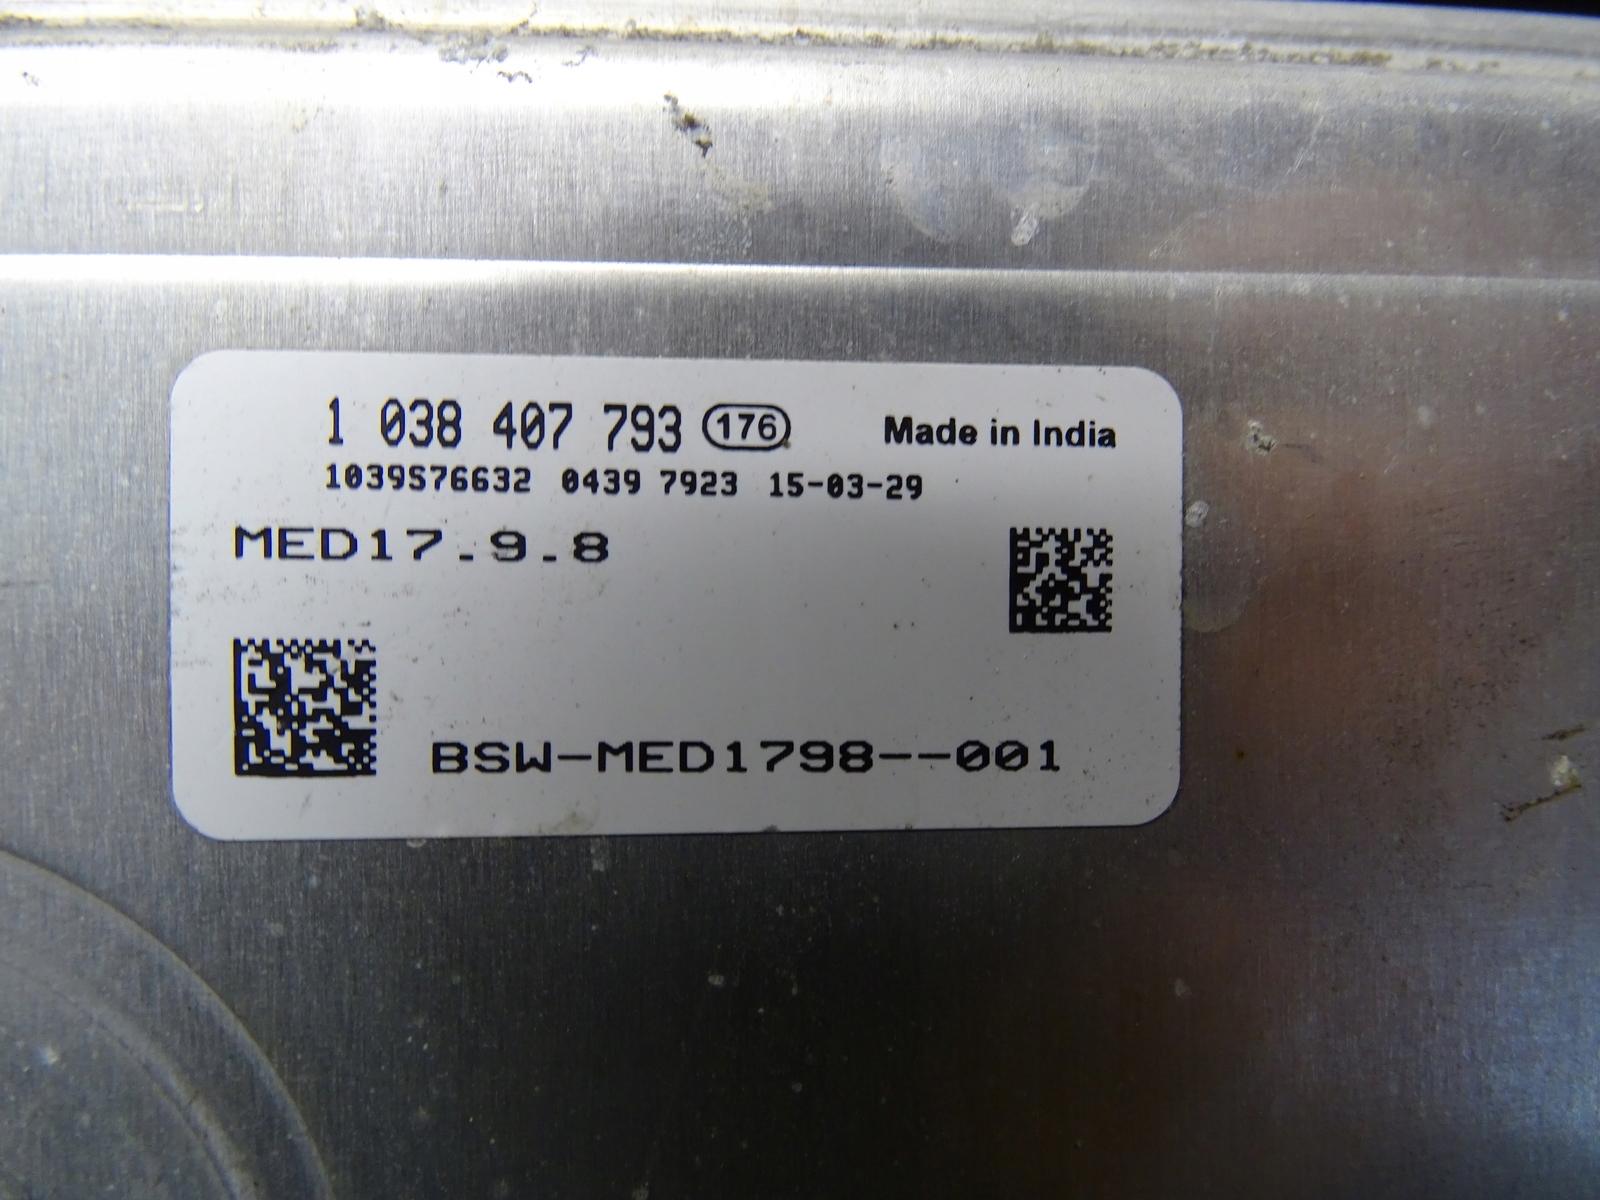 1 038 407 793 176 Made in India
1039S76632 0439 7923 15-03-29
MED17.9.8
BSW-MED1798--001